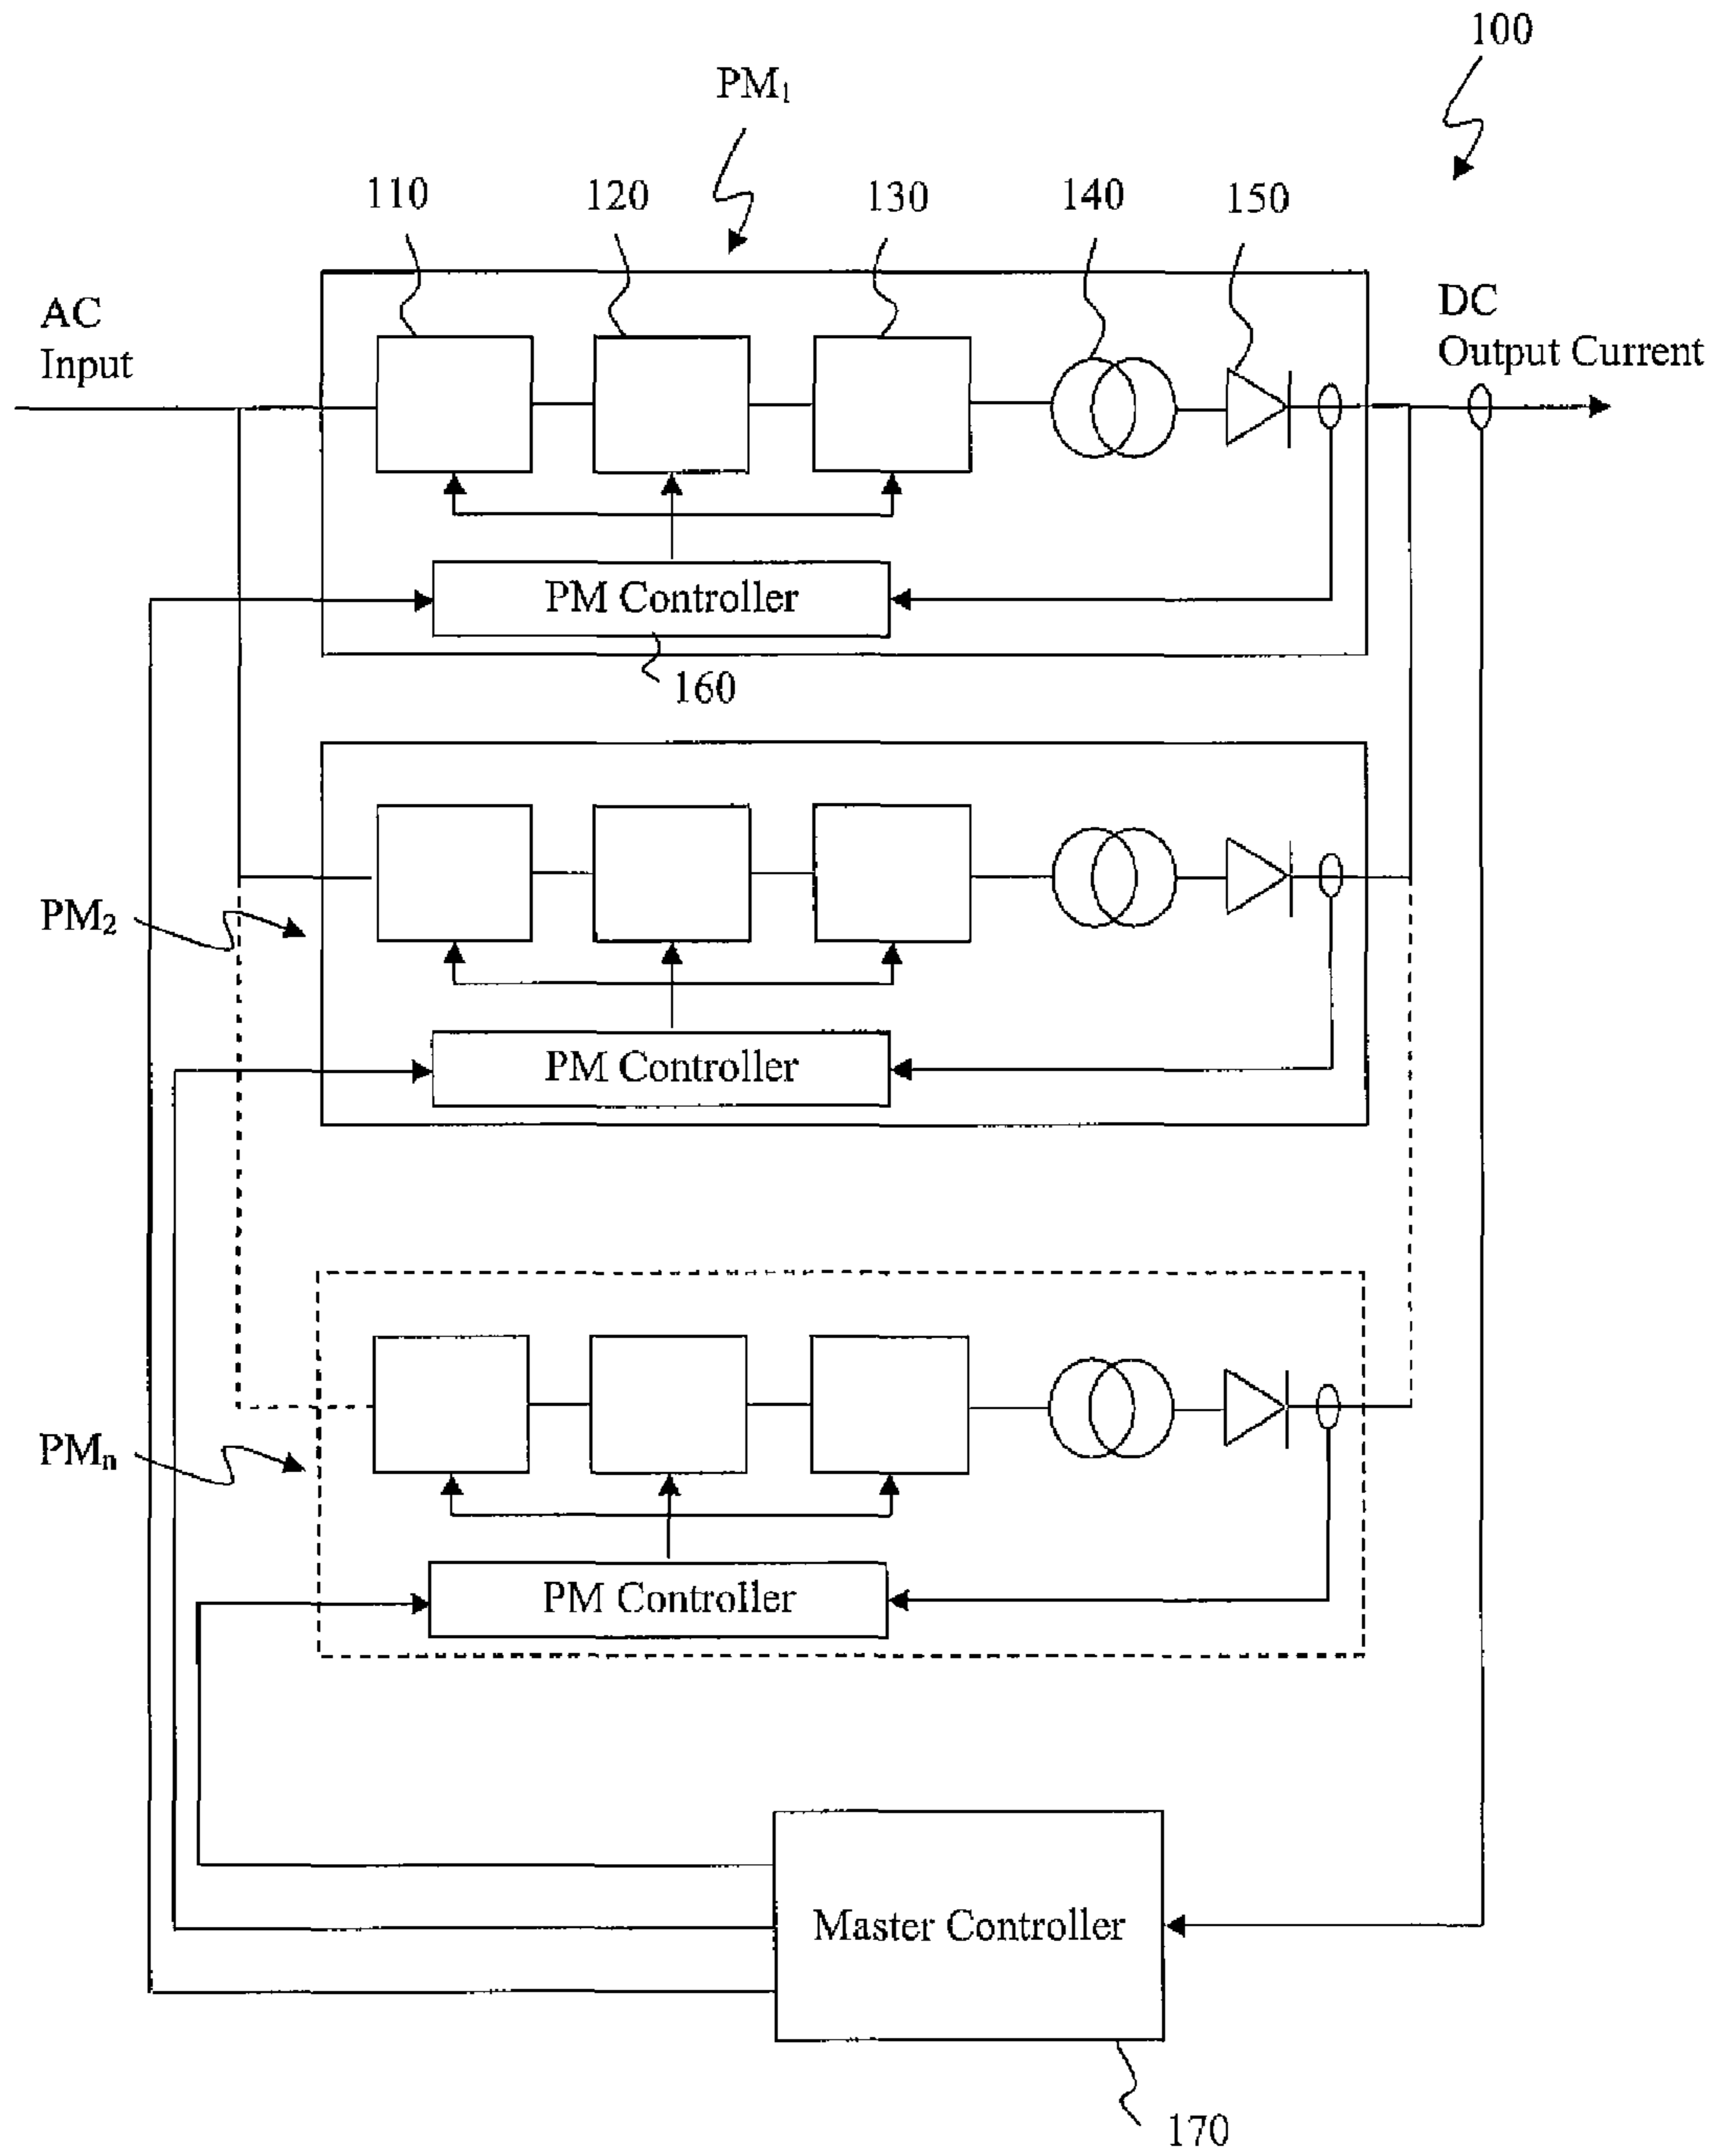 100
PM₁
110
120
130
140
150
AC
Input
DC
Output Current
PM Controller
160
PM₂
PM Controller
PMₙ
PM Controller
Master Controller
170